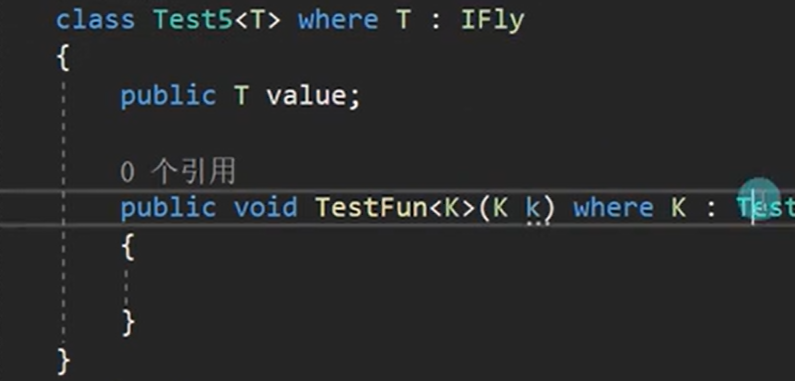 class Test5<T> where T : IFly
{
public T value;
0 个引用
public void TestFun<K>(K k) where K : Test
{
}
}